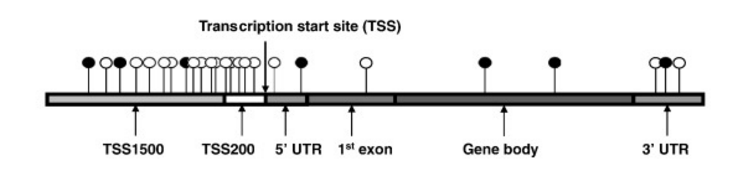 Transcription start site (TSS)
TSS1500 TSS200 5' UTR 1st exon Gene body 3' UTR